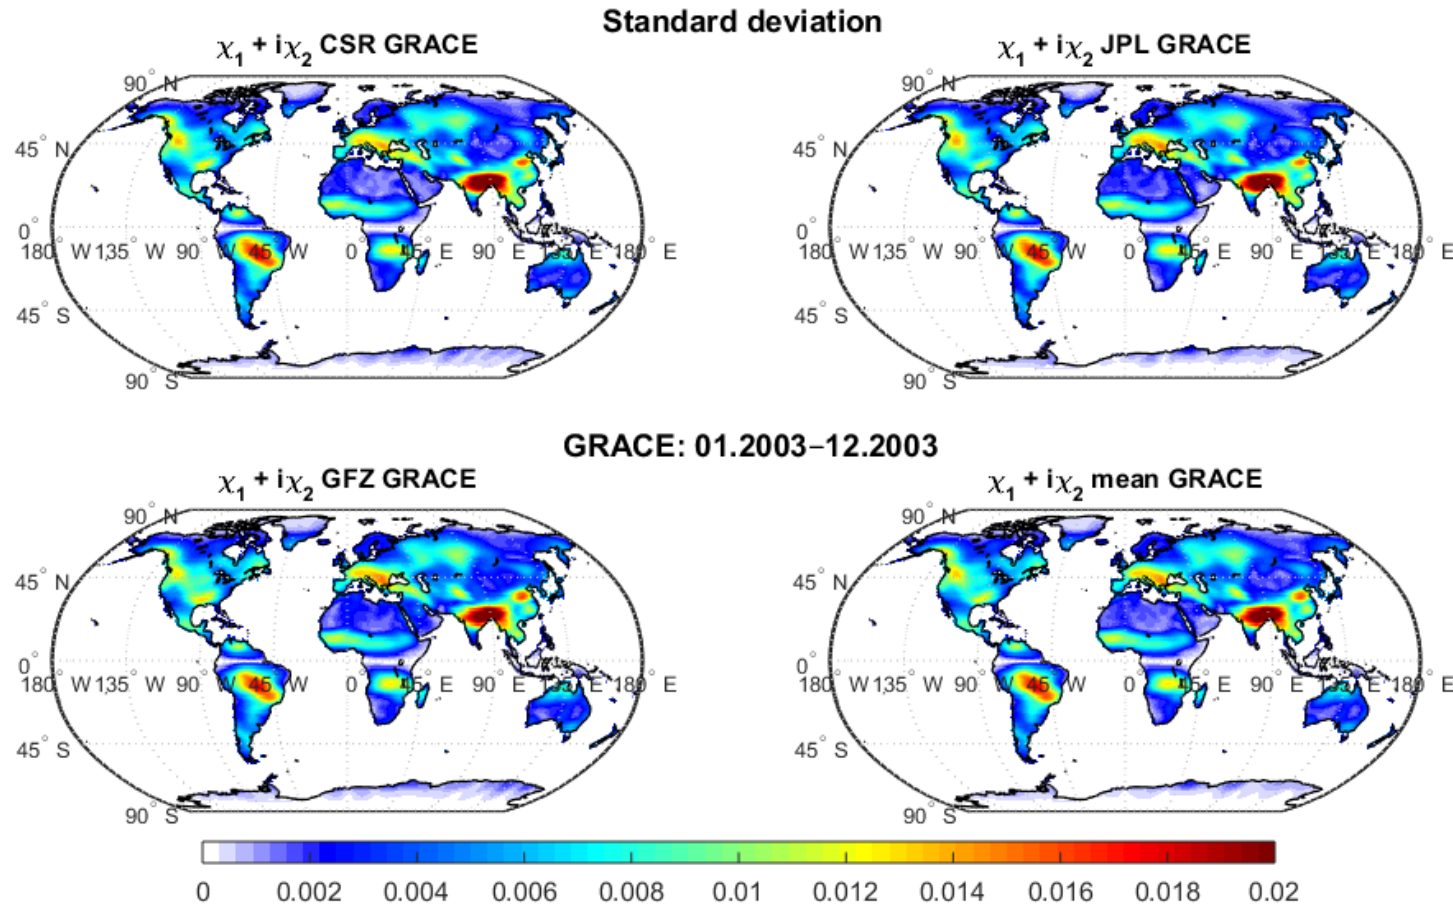 Standard deviation
χ1 + iχ2 CSR GRACE
χ1 + iχ2 JPL GRACE
90° N
90° N
45° N
45° N
0°
0°
180° W 135° W 90° W 45° W 0° 45° E 90° E 135° E 180° E
180° W 135° W 90° W 45° W 0° 45° E 90° E 135° E 180° E
45° S
45° S
90° S
90° S
GRACE: 01.2003–12.2003
χ1 + iχ2 GFZ GRACE
χ1 + iχ2 mean GRACE
90° N
90° N
45° N
45° N
0°
0°
180° W 135° W 90° W 45° W 0° 45° E 90° E 135° E 180° E
180° W 135° W 90° W 45° W 0° 45° E 90° E 135° E 180° E
45° S
45° S
90° S
90° S
0 0.002 0.004 0.006 0.008 0.01 0.012 0.014 0.016 0.018 0.02